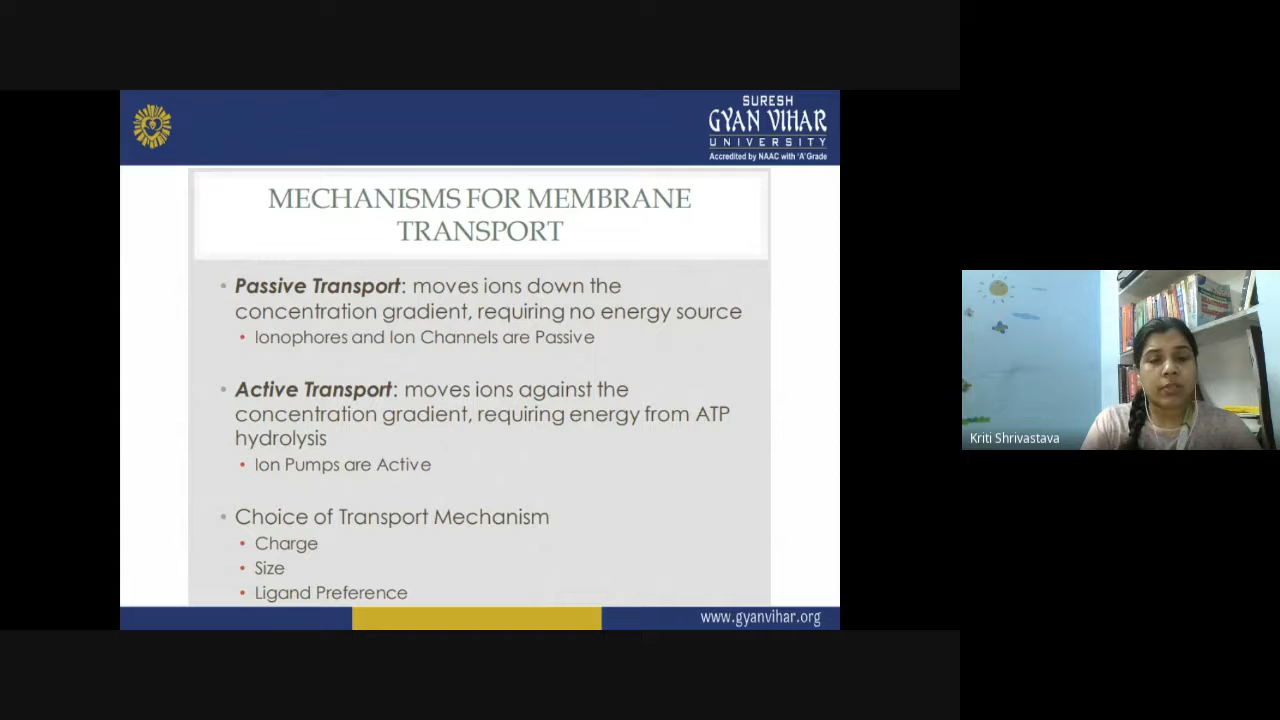 SURESH
GYAN VIHAR
UNIVERSITY
Accredited by NAAC with 'A' Grade
MECHANISMS FOR MEMBRANE
TRANSPORT
• Passive Transport: moves ions down the
concentration gradient, requiring no energy source
• Ionophores and Ion Channels are Passive
• Active Transport: moves ions against the
concentration gradient, requiring energy from ATP
hydrolysis
• Ion Pumps are Active
• Choice of Transport Mechanism
• Charge
• Size
• Ligand Preference
www.gyanvihar.org
Kriti Shrivastava